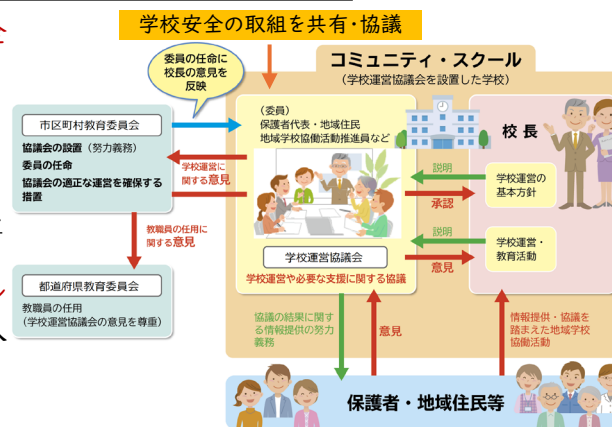 学校安全の取組を共有・協議
委員の任命に
校長の意見を
反映
コミュニティ・スクール
（学校運営協議会を設置した学校）
市区町村教育委員会
協議会の設置（努力義務）
委員の任命
協議会の適正な運営を確保する
措置
（委員）
保護者代表・地域住民
地域学校協働活動推進員など
学校運営に
関する意見
校長
説明
承認
学校運営の
基本方針
説明
意見
学校運営・
教育活動
学校運営協議会
学校運営や必要な支援に関する協議
教職員の任用に
関する意見
都道府県教育委員会
教職員の任用
（学校運営協議会の意見を尊重）
協議の結果に関す
る情報提供の努力
義務
意見
情報提供・協議を
踏まえた地域学校
協働活動
保護者・地域住民等